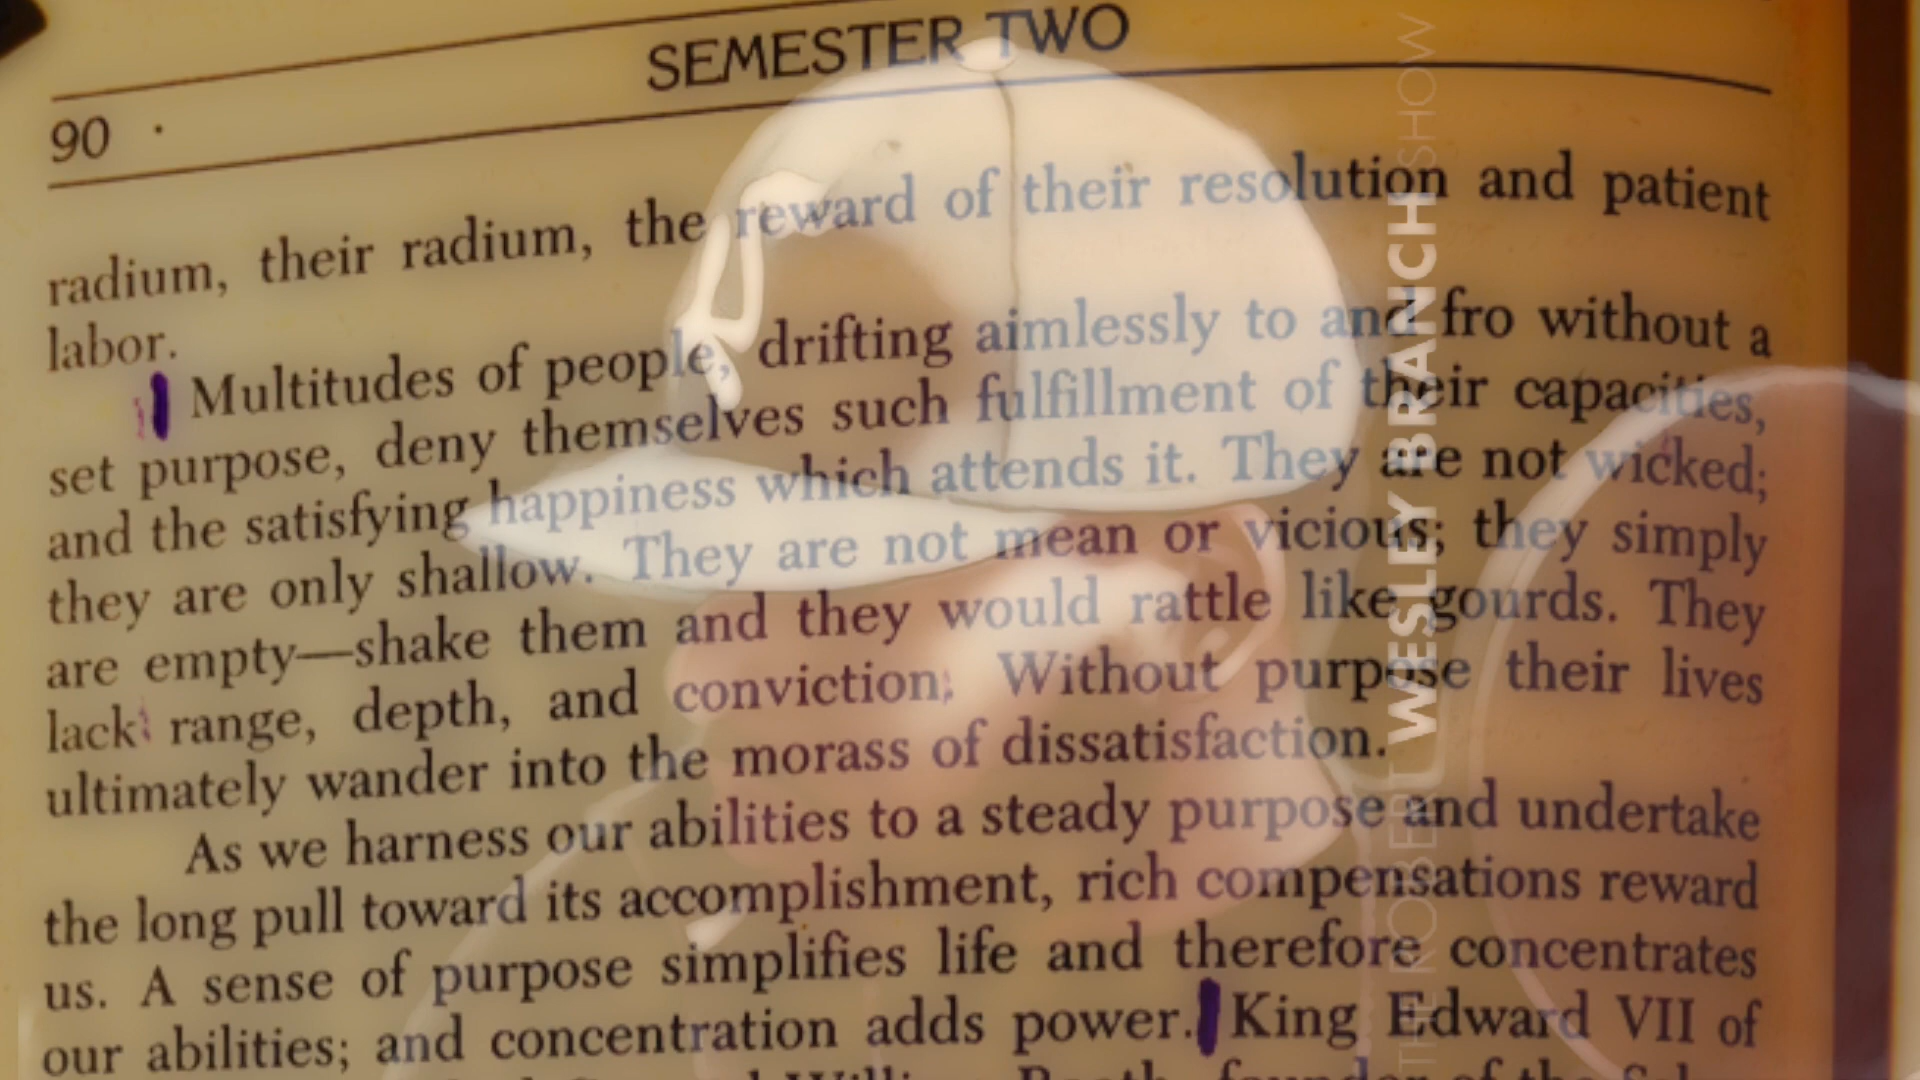 SEMESTER TWO
90
radium, their radium, the reward of their resolution and patient
labor.
Multitudes of people, drifting aimlessly to and fro without a
set purpose, deny themselves such fulfillment of their capacities,
and the satisfying happiness which attends it. They are not wicked;
they are only shallow. They are not mean or vicious; they simply
are empty—shake them and they would rattle like gourds. They
lack range, depth, and conviction. Without purpose their lives
ultimately wander into the morass of dissatisfaction.
As we harness our abilities to a steady purpose and undertake
the long pull toward its accomplishment, rich compensations reward
us. A sense of purpose simplifies life and therefore concentrates
our abilities; and concentration adds power. King Edward VII of
founder of the
THE ROBERT WESLEY BRANCH SHOW